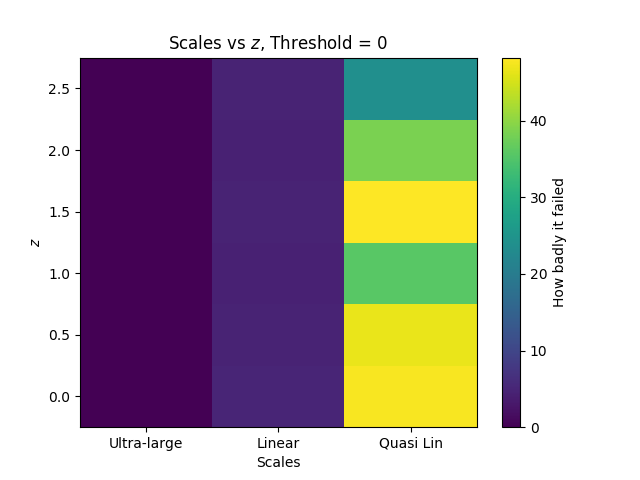 Scales vs z, Threshold = 0
2.5
2.0
1.5
1.0
0.5
0.0
z
Ultra-large Linear Quasi Lin
Scales
40
30
20
10
0
How badly it failed